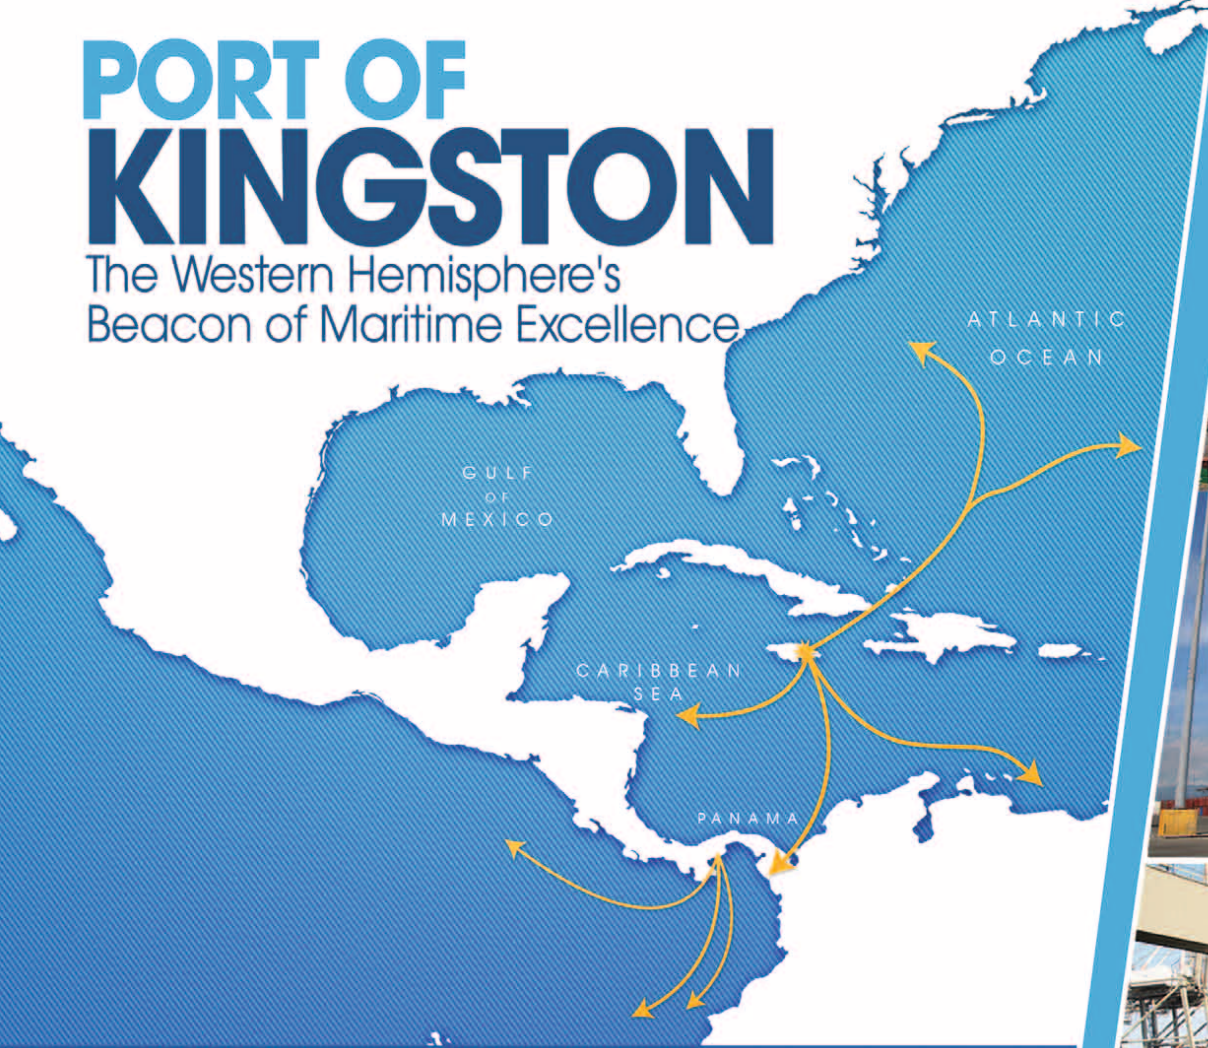 PORT OF
KINGSTON
The Western Hemisphere's
Beacon of Maritime Excellence
ATLANTIC
OCEAN
GULF
OF
MEXICO
CARIBBEAN
SEA
PANAMA